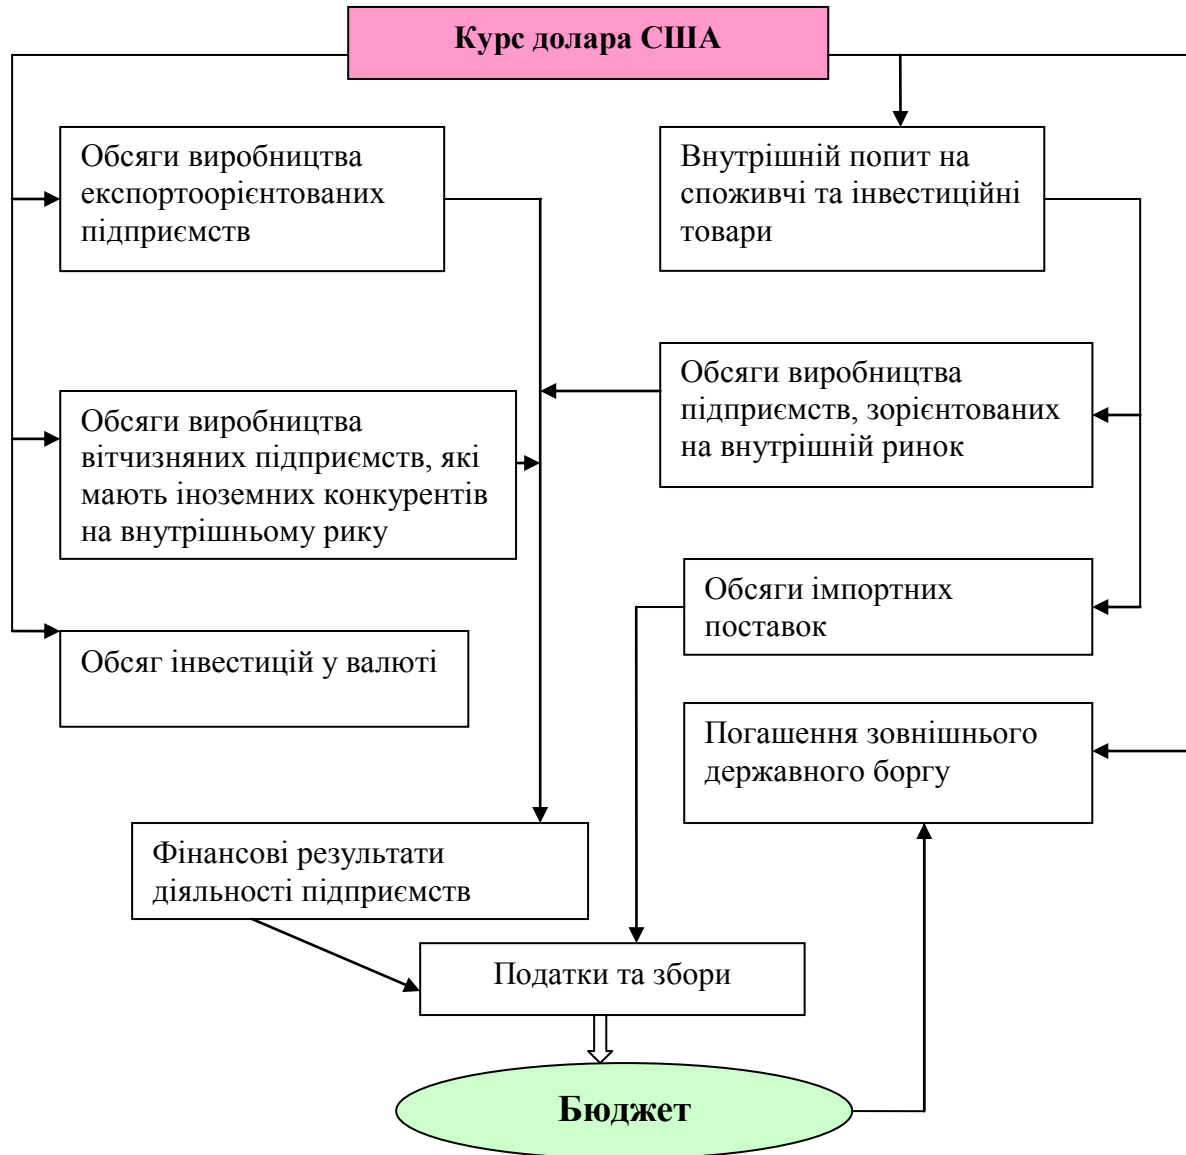 Курс долара США
Обсяги виробництва
експортоорієнтованих
підприємств
Внутрішній попит на
споживчі та інвестиційні
товари
Обсяги виробництва
підприємств, зорієнтованих
на внутрішній ринок
Обсяги виробництва
вітчизняних підприємств, які
мають іноземних конкурентів
на внутрішньому рику
Обсяги імпортних
поставок
Обсяг інвестицій у валюті
Погашення зовнішнього
державного боргу
Фінансові результати
діяльності підприємств
Податки та збори
Бюджет